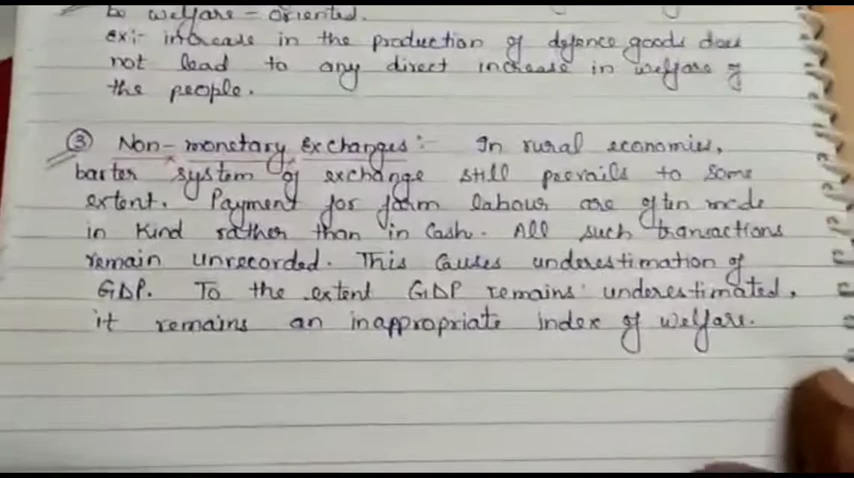 be welfare - oriented.
ex:- increase in the production of defence goods does
not lead to any direct increase in welfare of
the people.
③ Non-monetary Exchanges:- In rural economies,
barter system of exchange still prevails to some
extent. Payment for farm labour are often made
in kind rather than in cash. All such transactions
remain unrecorded. This causes underestimation of
GDP. To the extent GDP remains underestimated,
it remains an inappropriate index of welfare.